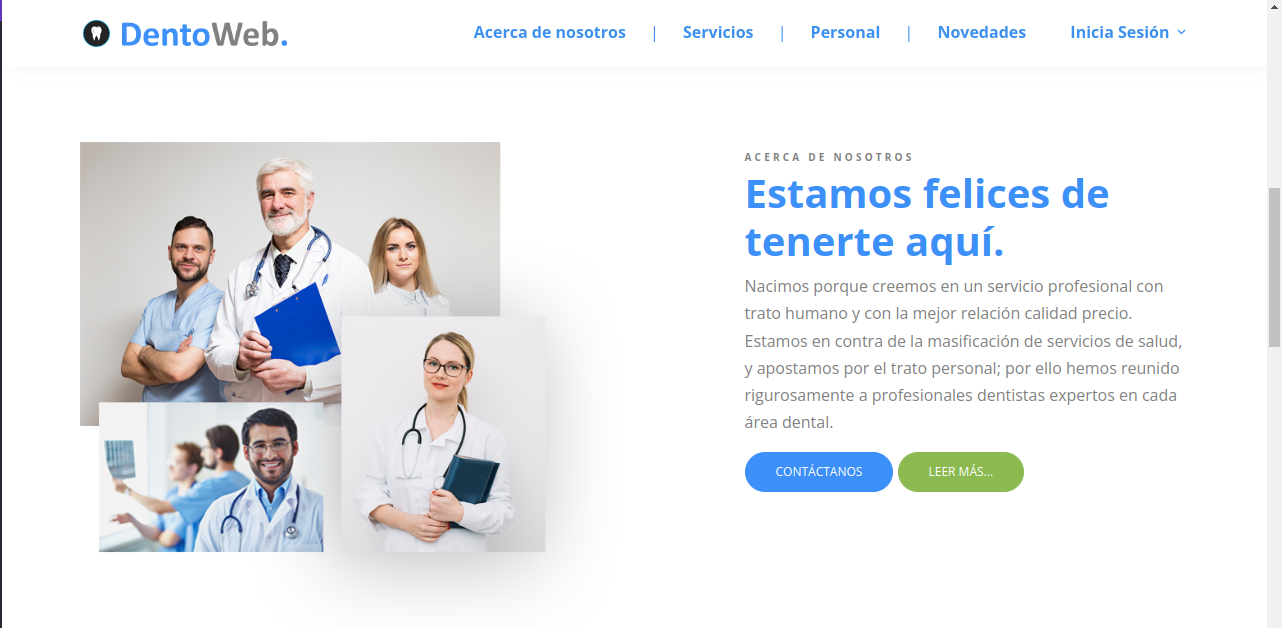 DentoWeb.
Acerca de nosotros | Servicios | Personal | Novedades Inicia Sesión
ACERCA DE NOSOTROS
Estamos felices de
tenerte aquí.
Nacimos porque creemos en un servicio profesional con
trato humano y con la mejor relación calidad precio.
Estamos en contra de la masificación de servicios de salud,
y apostamos por el trato personal; por ello hemos reunido
rigurosamente a profesionales dentistas expertos en cada
área dental.
CONTÁCTANOS LEER MÁS...